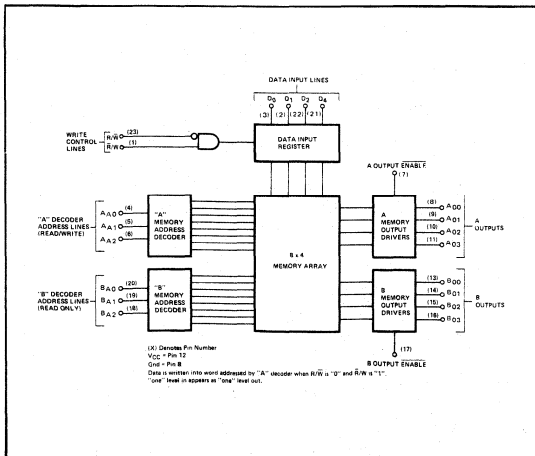 DATA INPUT LINES
D0 D1 D2 D4
(3) (2) (22) (21)
WRITE CONTROL LINES
R/W̅ (23)
R̅/W (1)
DATA INPUT REGISTER
A OUTPUT E̅N̅A̅B̅L̅E̅
(7)
"A" DECODER ADDRESS LINES (READ/WRITE)
AA0 (4)
AA1 (5)
AA2 (6)
"A" MEMORY ADDRESS DECODER
8 x 4 MEMORY ARRAY
A MEMORY OUTPUT DRIVERS
(8) A00
(9) A01
(10) A02
(11) A03
A OUTPUTS
"B" DECODER ADDRESS LINES (READ ONLY)
BA0 (20)
BA1 (19)
BA2 (18)
"B" MEMORY ADDRESS DECODER
B MEMORY OUTPUT DRIVERS
(13) B00
(14) B01
(15) B02
(16) B03
B OUTPUTS
(17)
B OUTPUT E̅N̅A̅B̅L̅E̅
(X) Denotes Pin Number
VCC = Pin 12
Gnd = Pin 8
Data is written into word addressed by "A" decoder when R/W̅ is "0" and R̅/W is "1".
"one" level in appears as "one" level out.